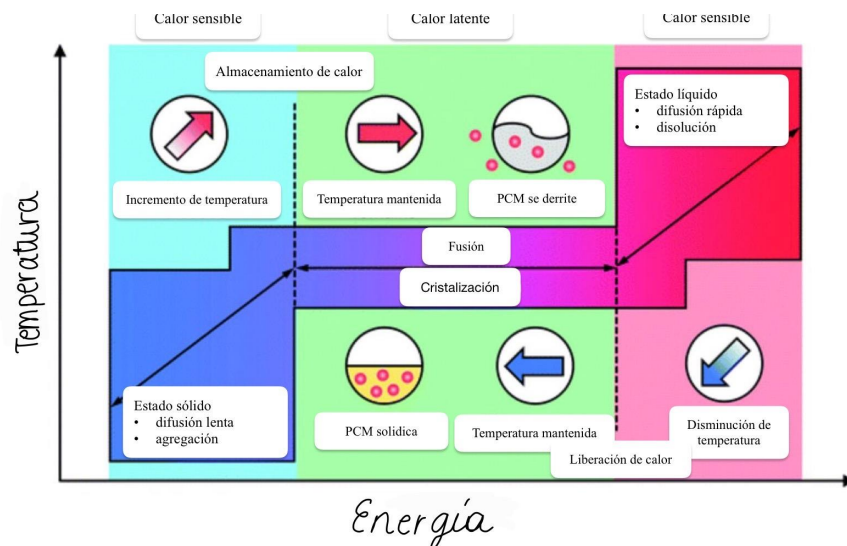 Calor sensible
Calor latente
Calor sensible
Almacenamiento de calor
Estado líquido
• difusión rápida
• disolución
Incremento de temperatura
Temperatura mantenida
PCM se derrite
Fusión
Cristalización
Temperatura
Estado sólido
• difusión lenta
• agregación
PCM solidica
Temperatura mantenida
Disminución de
temperatura
Liberación de calor
Energía